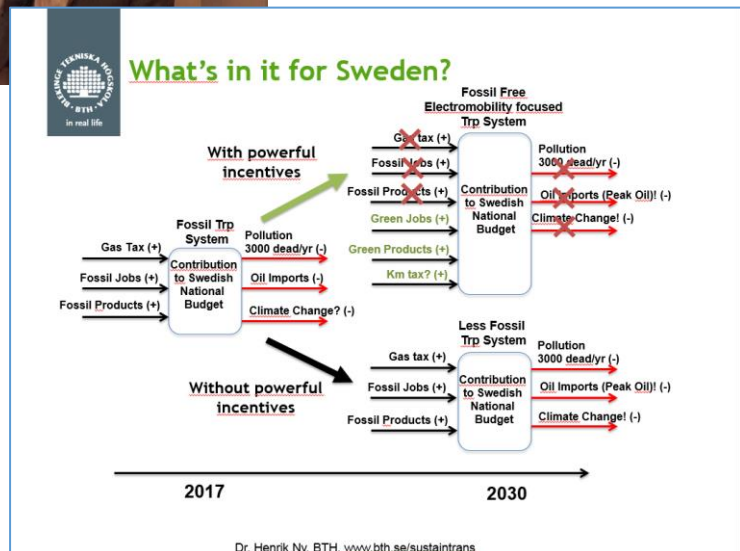 BLEKINGE TEKNISKA HÖGSKOLA
· BTH ·
in real life
What's in it for Sweden?
Fossil Free
Electromobility focused
Trp System
With powerful
incentives
Gas tax (+)
Fossil Jobs (+)
Fossil Products (+)
Green Jobs (+)
Green Products (+)
Km tax? (+)
Contribution
to Swedish
National
Budget
Pollution
3000 dead/yr (-)
Oil Imports (Peak Oil)! (-)
Climate Change! (-)
Fossil Trp
System
Gas Tax (+)
Fossil Jobs (+)
Fossil Products (+)
Contribution
to Swedish
National
Budget
Pollution
3000 dead/yr (-)
Oil Imports (-)
Climate Change? (-)
Without powerful
incentives
Less Fossil
Trp System
Gas tax (+)
Fossil Jobs (+)
Fossil Products (+)
Contribution
to Swedish
National
Budget
Pollution
3000 dead/yr (-)
Oil Imports (Peak Oil)! (-)
Climate Change! (-)
2017
2030
Dr. Henrik Ny, BTH, www.bth.se/sustaintrans